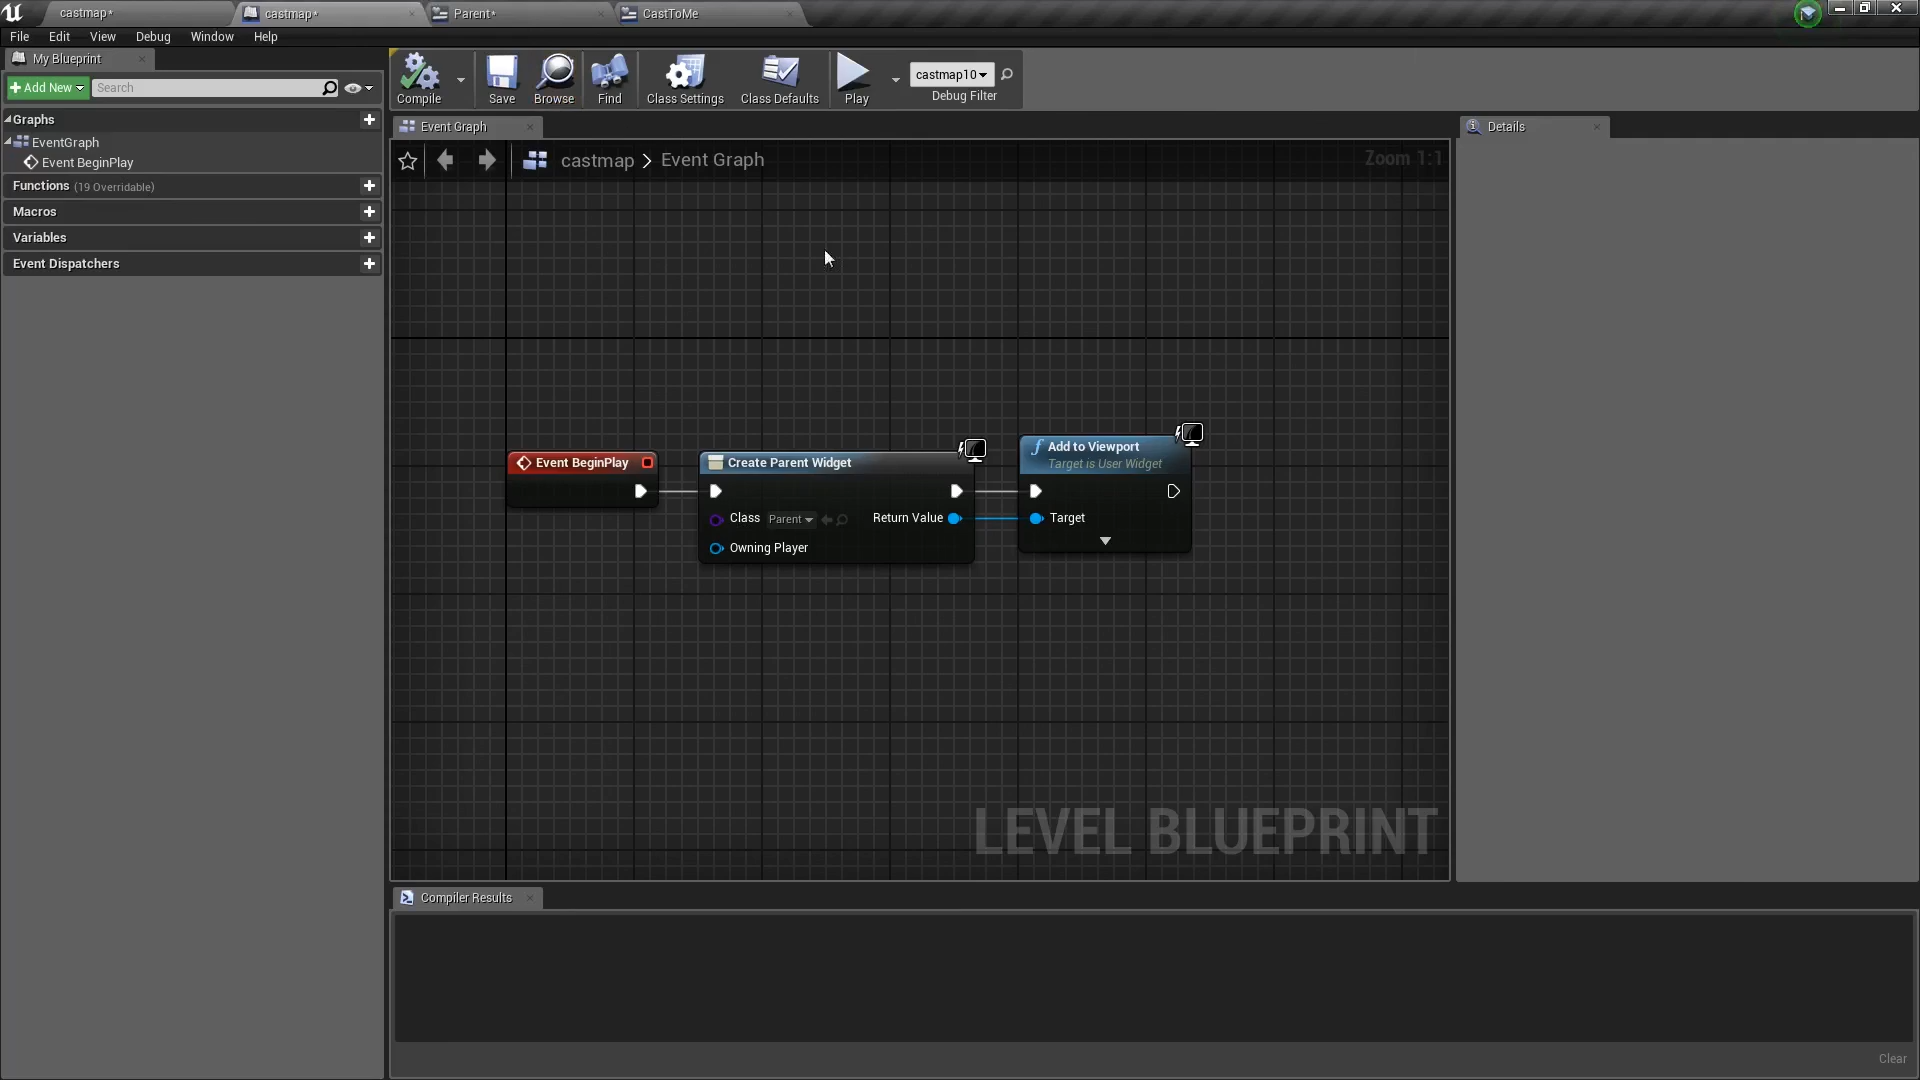 castmap*
castmap*
Parent*
CastToMe
File Edit View Debug Window Help
My Blueprint
Add New
Search
Compile
Save
Browse
Find
Class Settings
Class Defaults
Play
castmap10
Debug Filter
Graphs
EventGraph
Event BeginPlay
Functions (19 Overridable)
Macros
Variables
Event Dispatchers
Event Graph
Details
castmap > Event Graph
Zoom 1:1
Event BeginPlay
Create Parent Widget
Class Parent
Return Value
Owning Player
Add to Viewport
Target is User Widget
Target
LEVEL BLUEPRINT
Compiler Results
Clear